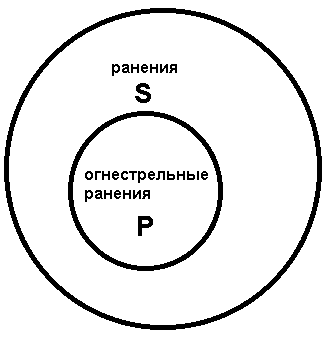 ранения
S
огнестрельные
ранения
P